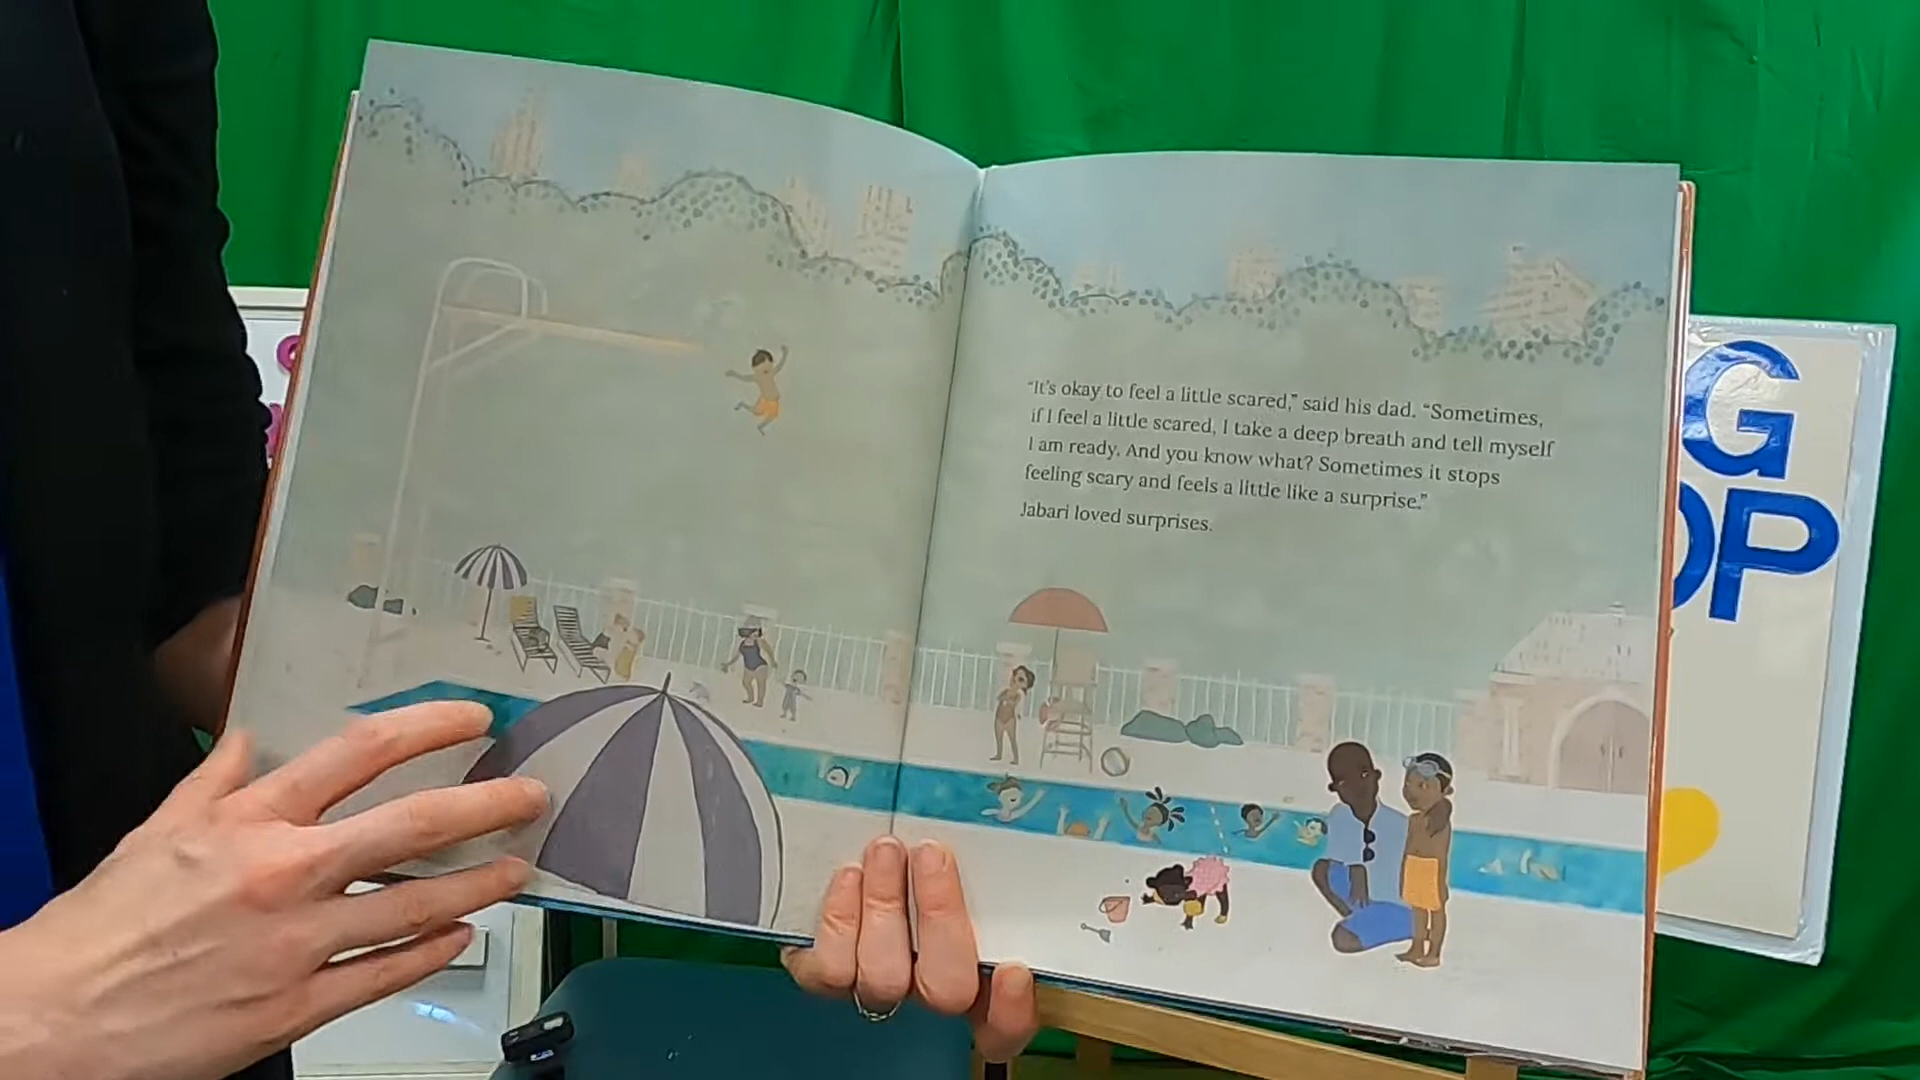 “It’s okay to feel a little scared,” said his dad. “Sometimes,
if I feel a little scared, I take a deep breath and tell myself
I am ready. And you know what? Sometimes it stops
feeling scary and feels a little like a surprise.”
Jabari loved surprises.
G
OP